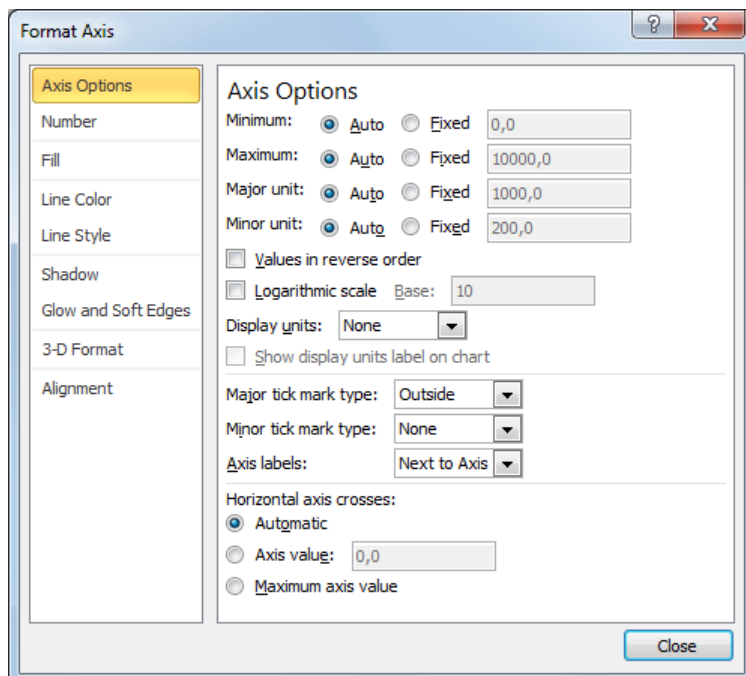 Format Axis
?
X
Axis Options
Number
Fill
Line Color
Line Style
Shadow
Glow and Soft Edges
3-D Format
Alignment
Axis Options
Minimum: Auto Fixed 0,0
Maximum: Auto Fixed 10000,0
Major unit: Auto Fixed 1000,0
Minor unit: Auto Fixed 200,0
Values in reverse order
Logarithmic scale Base: 10
Display units: None
Show display units label on chart
Major tick mark type: Outside
Minor tick mark type: None
Axis labels: Next to Axis
Horizontal axis crosses:
Automatic
Axis value: 0,0
Maximum axis value
Close